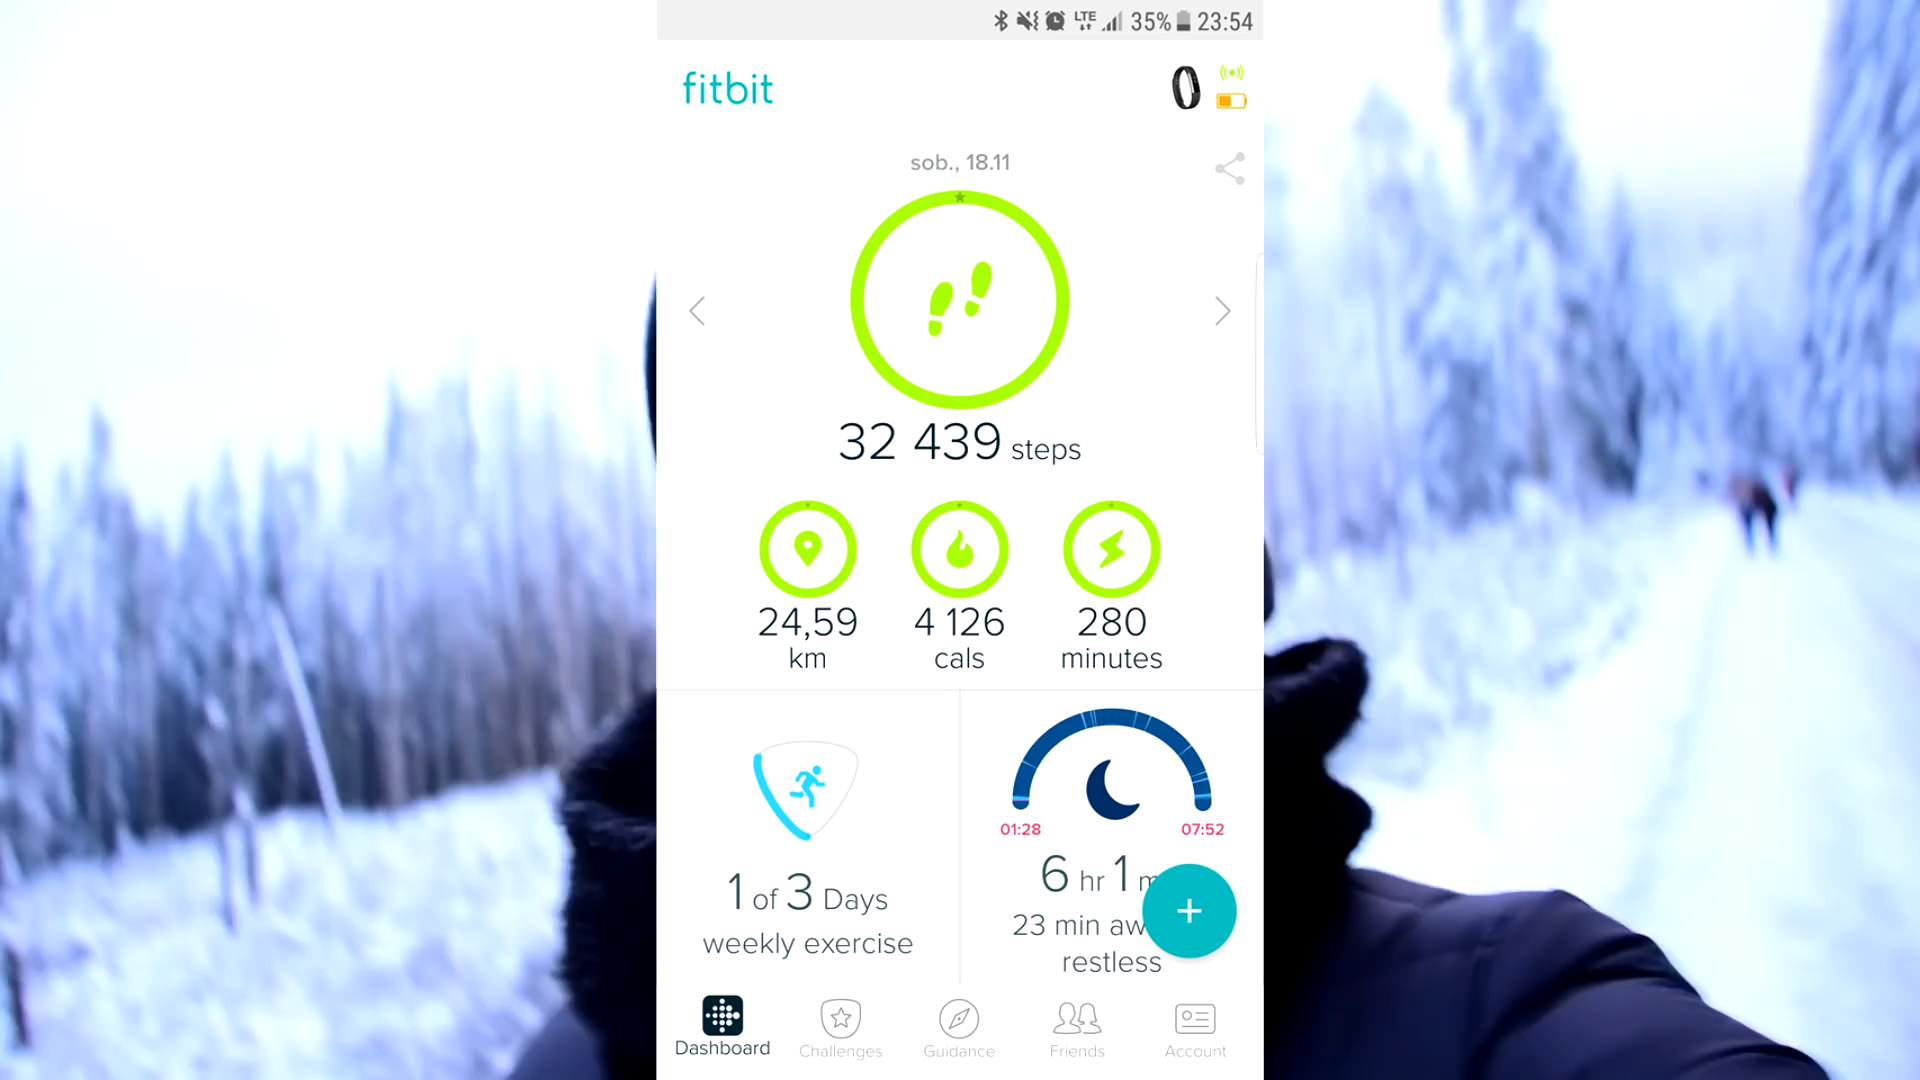 LTE 35% 23:54
fitbit
sob., 18.11
32 439 steps
24,59 4 126 280
km cals minutes
01:28 07:52
1 of 3 Days
weekly exercise
6 hr 1
23 min
restless
Dashboard Challenges Guidance Friends Account